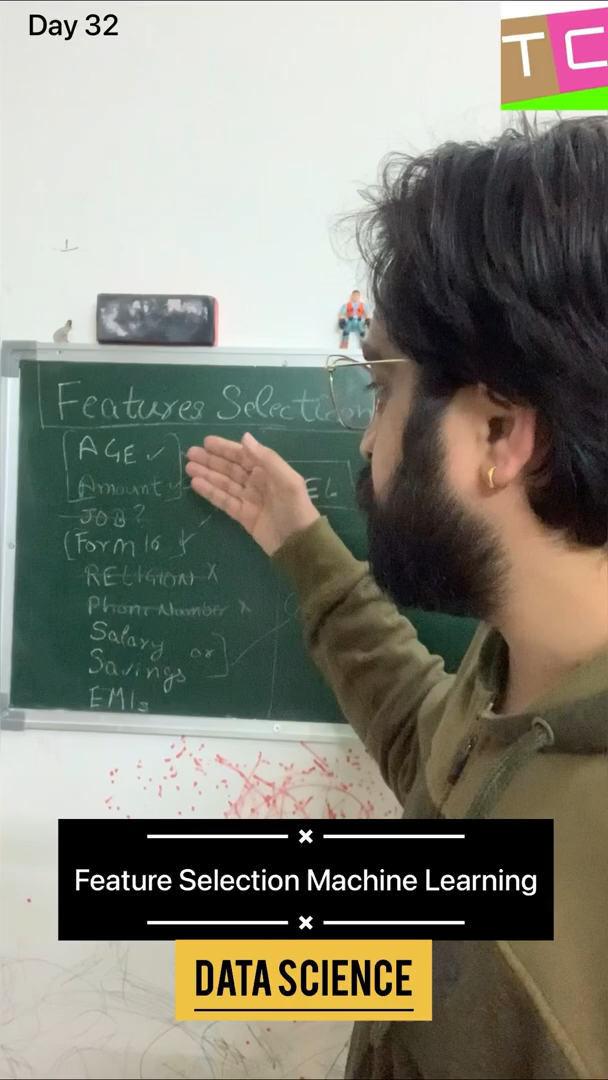 Day 32
TC
Features Selection
AGE ✓
Amount ✓
JOB?
(Form 16
RELIGION X
Phone Number x
Salary
or
Savings
EMIs
Feature Selection Machine Learning
DATA SCIENCE